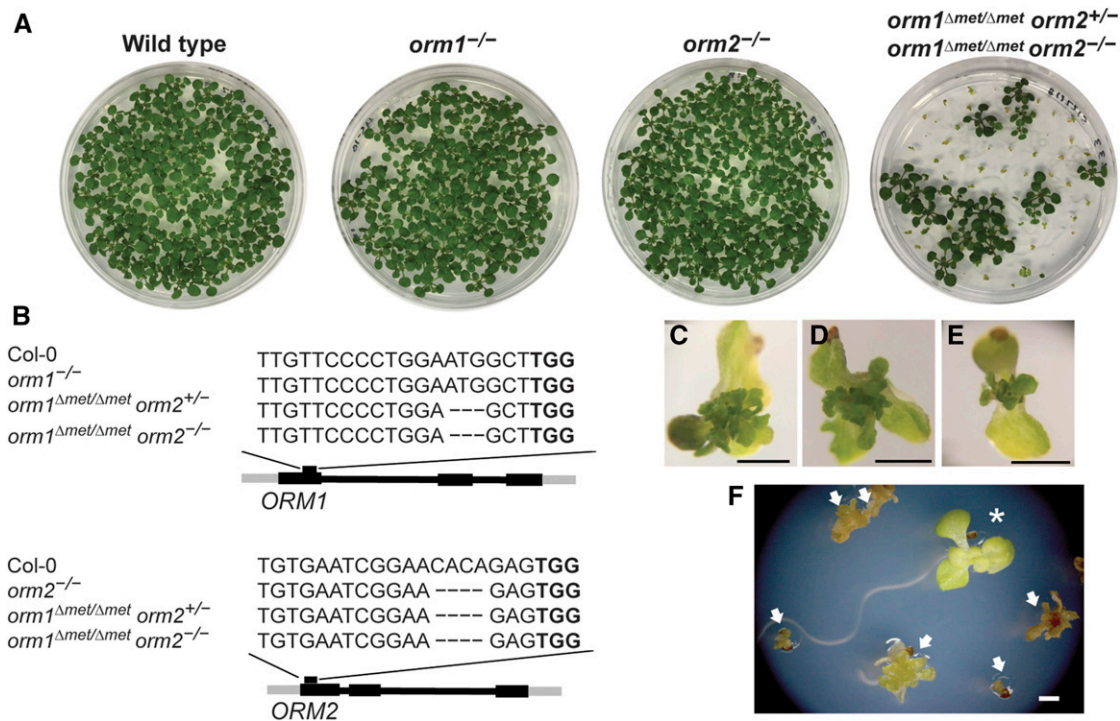 A
Wild type
orm1−/−
orm2−/−
orm1Δmet/Δmet orm2+/−
orm1Δmet/Δmet orm2−/−
B
Col-0 TTGTTCCCCTGGAATGGCTTGG
orm1−/− TTGTTCCCCTGGAATGGCTTGG
orm1Δmet/Δmet orm2+/− TTGTTCCCCTGGA ---GCTTGG
orm1Δmet/Δmet orm2−/− TTGTTCCCCTGGA ---GCTTGG
ORM1
Col-0 TGTGAATCGGAACACAGAGTGG
orm2−/− TGTGAATCGGAA ---- GAGTGG
orm1Δmet/Δmet orm2+/− TGTGAATCGGAA ---- GAGTGG
orm1Δmet/Δmet orm2−/− TGTGAATCGGAA ---- GAGTGG
ORM2
C
D
E
F
*